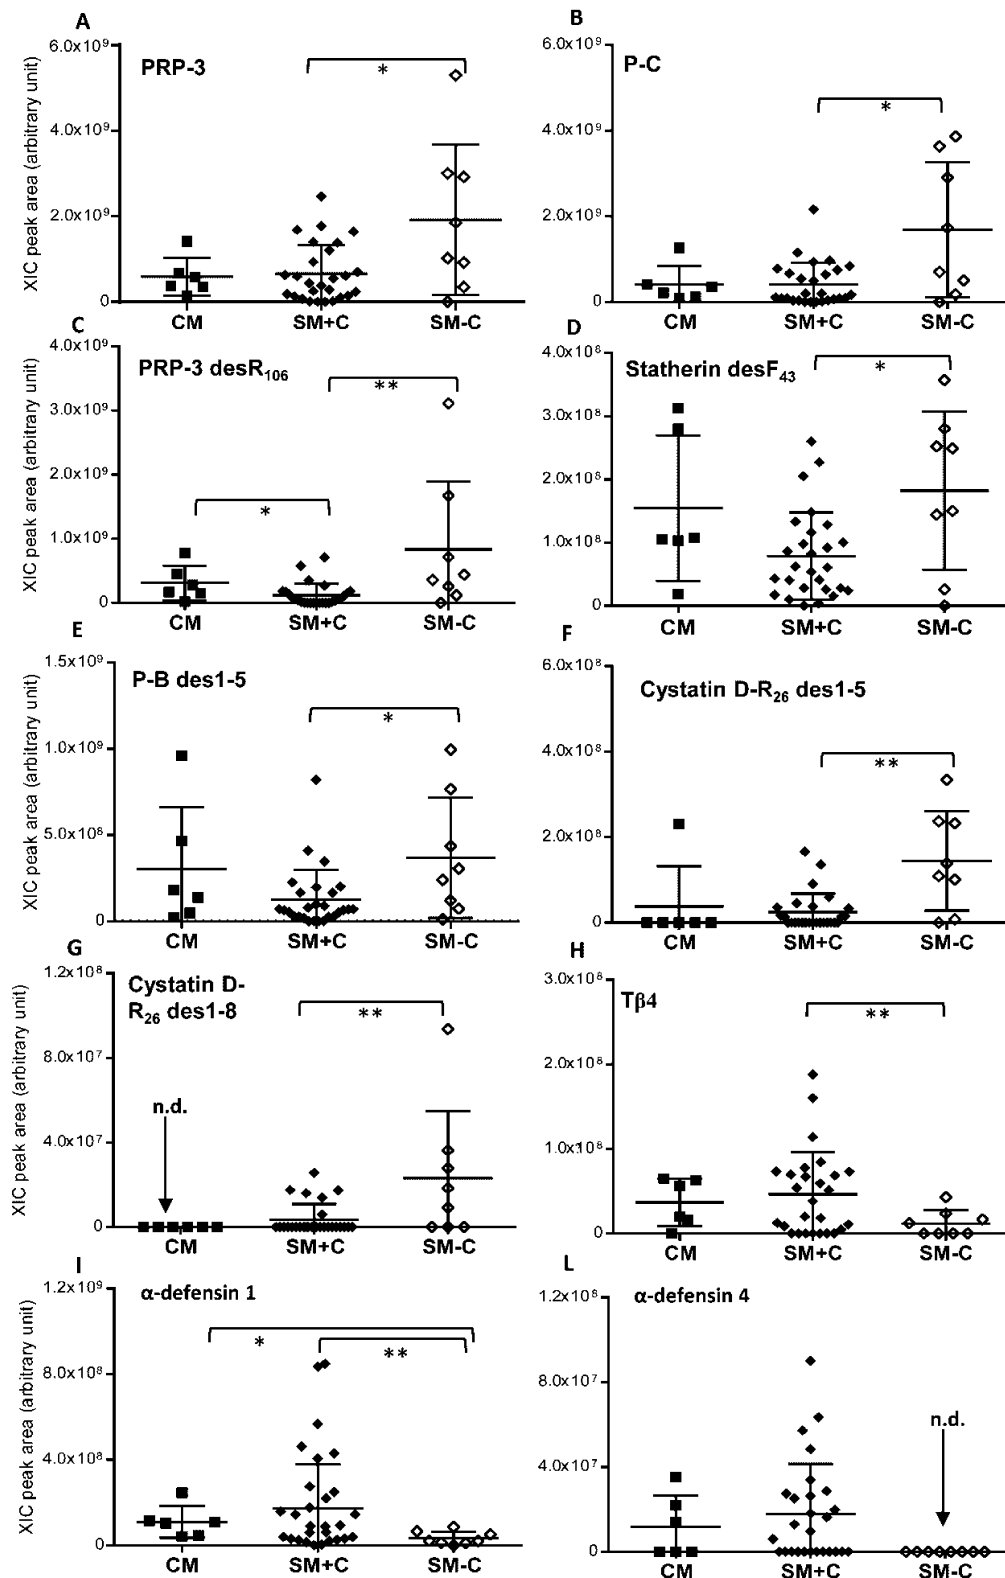 A
XIC peak area (arbitrary unit)
6.0x10⁹
4.0x10⁹
2.0x10⁹
0
PRP-3
*
CM SM+C SM-C
B
6.0x10⁹
4.0x10⁹
2.0x10⁹
0
P-C
*
CM SM+C SM-C
C
XIC peak area (arbitrary unit)
4.0x10⁹
3.0x10⁹
2.0x10⁹
1.0x10⁹
0
PRP-3 desR₁₀₆
*
**
CM SM+C SM-C
D
4.0x10⁸
3.0x10⁸
2.0x10⁸
1.0x10⁸
0
Statherin desF₄₃
*
CM SM+C SM-C
E
XIC peak area (arbitrary unit)
1.5x10⁹
1.0x10⁹
5.0x10⁸
0
P-B des1-5
*
CM SM+C SM-C
F
6.0x10⁸
4.0x10⁸
2.0x10⁸
0
Cystatin D-R₂₆ des1-5
**
CM SM+C SM-C
G
XIC peak area (arbitrary unit)
1.2x10⁸
8.0x10⁷
4.0x10⁷
0
Cystatin D-
R₂₆ des1-8
**
n.d.
CM SM+C SM-C
H
3.0x10⁸
2.0x10⁸
1.0x10⁸
0
Tβ4
**
CM SM+C SM-C
I
XIC peak area (arbitrary unit)
1.2x10⁹
8.0x10⁸
4.0x10⁸
0
α-defensin 1
*
**
CM SM+C SM-C
L
1.2x10⁸
8.0x10⁷
4.0x10⁷
0
α-defensin 4
n.d.
CM SM+C SM-C